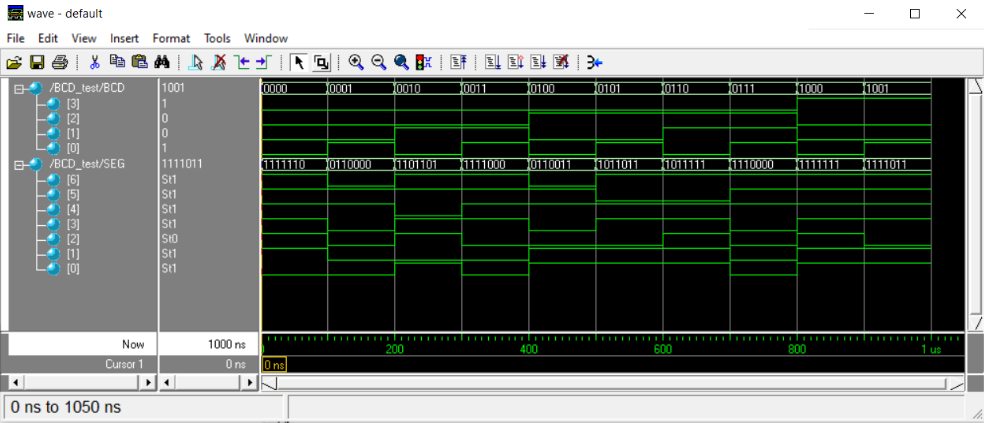 wave - default
File Edit View Insert Format Tools Window
/BCD_test/BCD 1001 0000 0001 0010 0011 0100 0101 0110 0111 1000 1001
[3] 1
[2] 0
[1] 0
[0] 1
/BCD_test/SEG 1111011 1111110 0110000 1101101 1111000 0110011 1011011 1011111 1110000 1111111 1111011
[6] St1
[5] St1
[4] St1
[3] St1
[2] St0
[1] St1
[0] St1
Now 1000 ns 200 400 600 800 1 us
Cursor 1 0 ns 0 ns
0 ns to 1050 ns